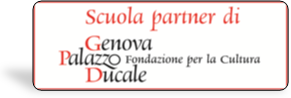 Scuola partner di
Genova
Palazzo Fondazione per la Cultura
Ducale